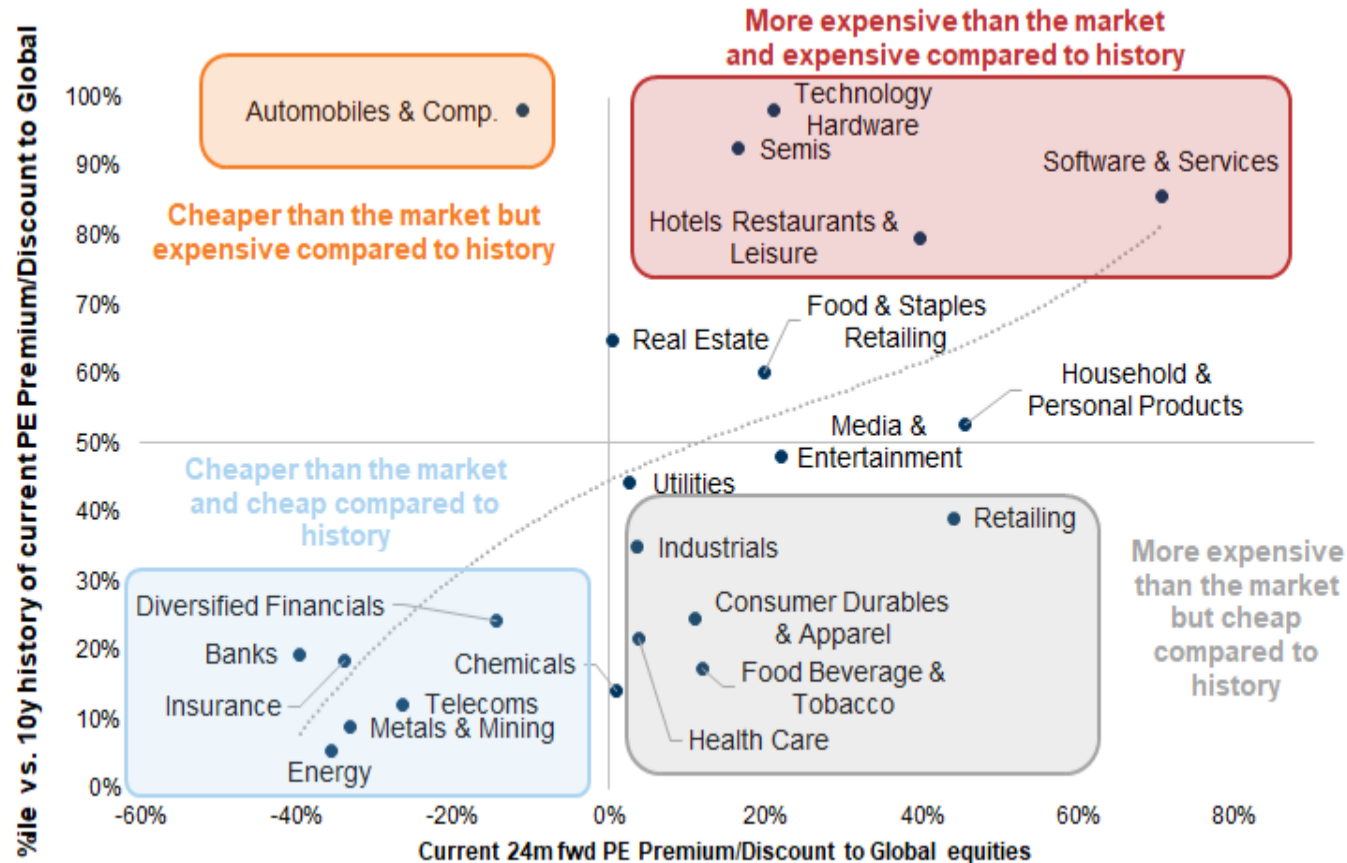 %ile vs. 10y history of current PE Premium/Discount to Global
More expensive than the market
and expensive compared to history
100%
90%
80%
70%
60%
50%
40%
30%
20%
10%
0%
Automobiles & Comp.
Cheaper than the market but
expensive compared to history
Technology
Hardware
Semis
Software & Services
Hotels Restaurants &
Leisure
Food & Staples
Retailing
Real Estate
Household &
Personal Products
Media &
Entertainment
Utilities
Cheaper than the market
and cheap compared to
history
Retailing
Industrials
More expensive
than the market
but cheap
compared to
history
Diversified Financials
Consumer Durables
& Apparel
Banks
Chemicals
Food Beverage &
Tobacco
Insurance
Telecoms
Metals & Mining
Health Care
Energy
-60%
-40%
-20%
0%
20%
40%
60%
80%
Current 24m fwd PE Premium/Discount to Global equities